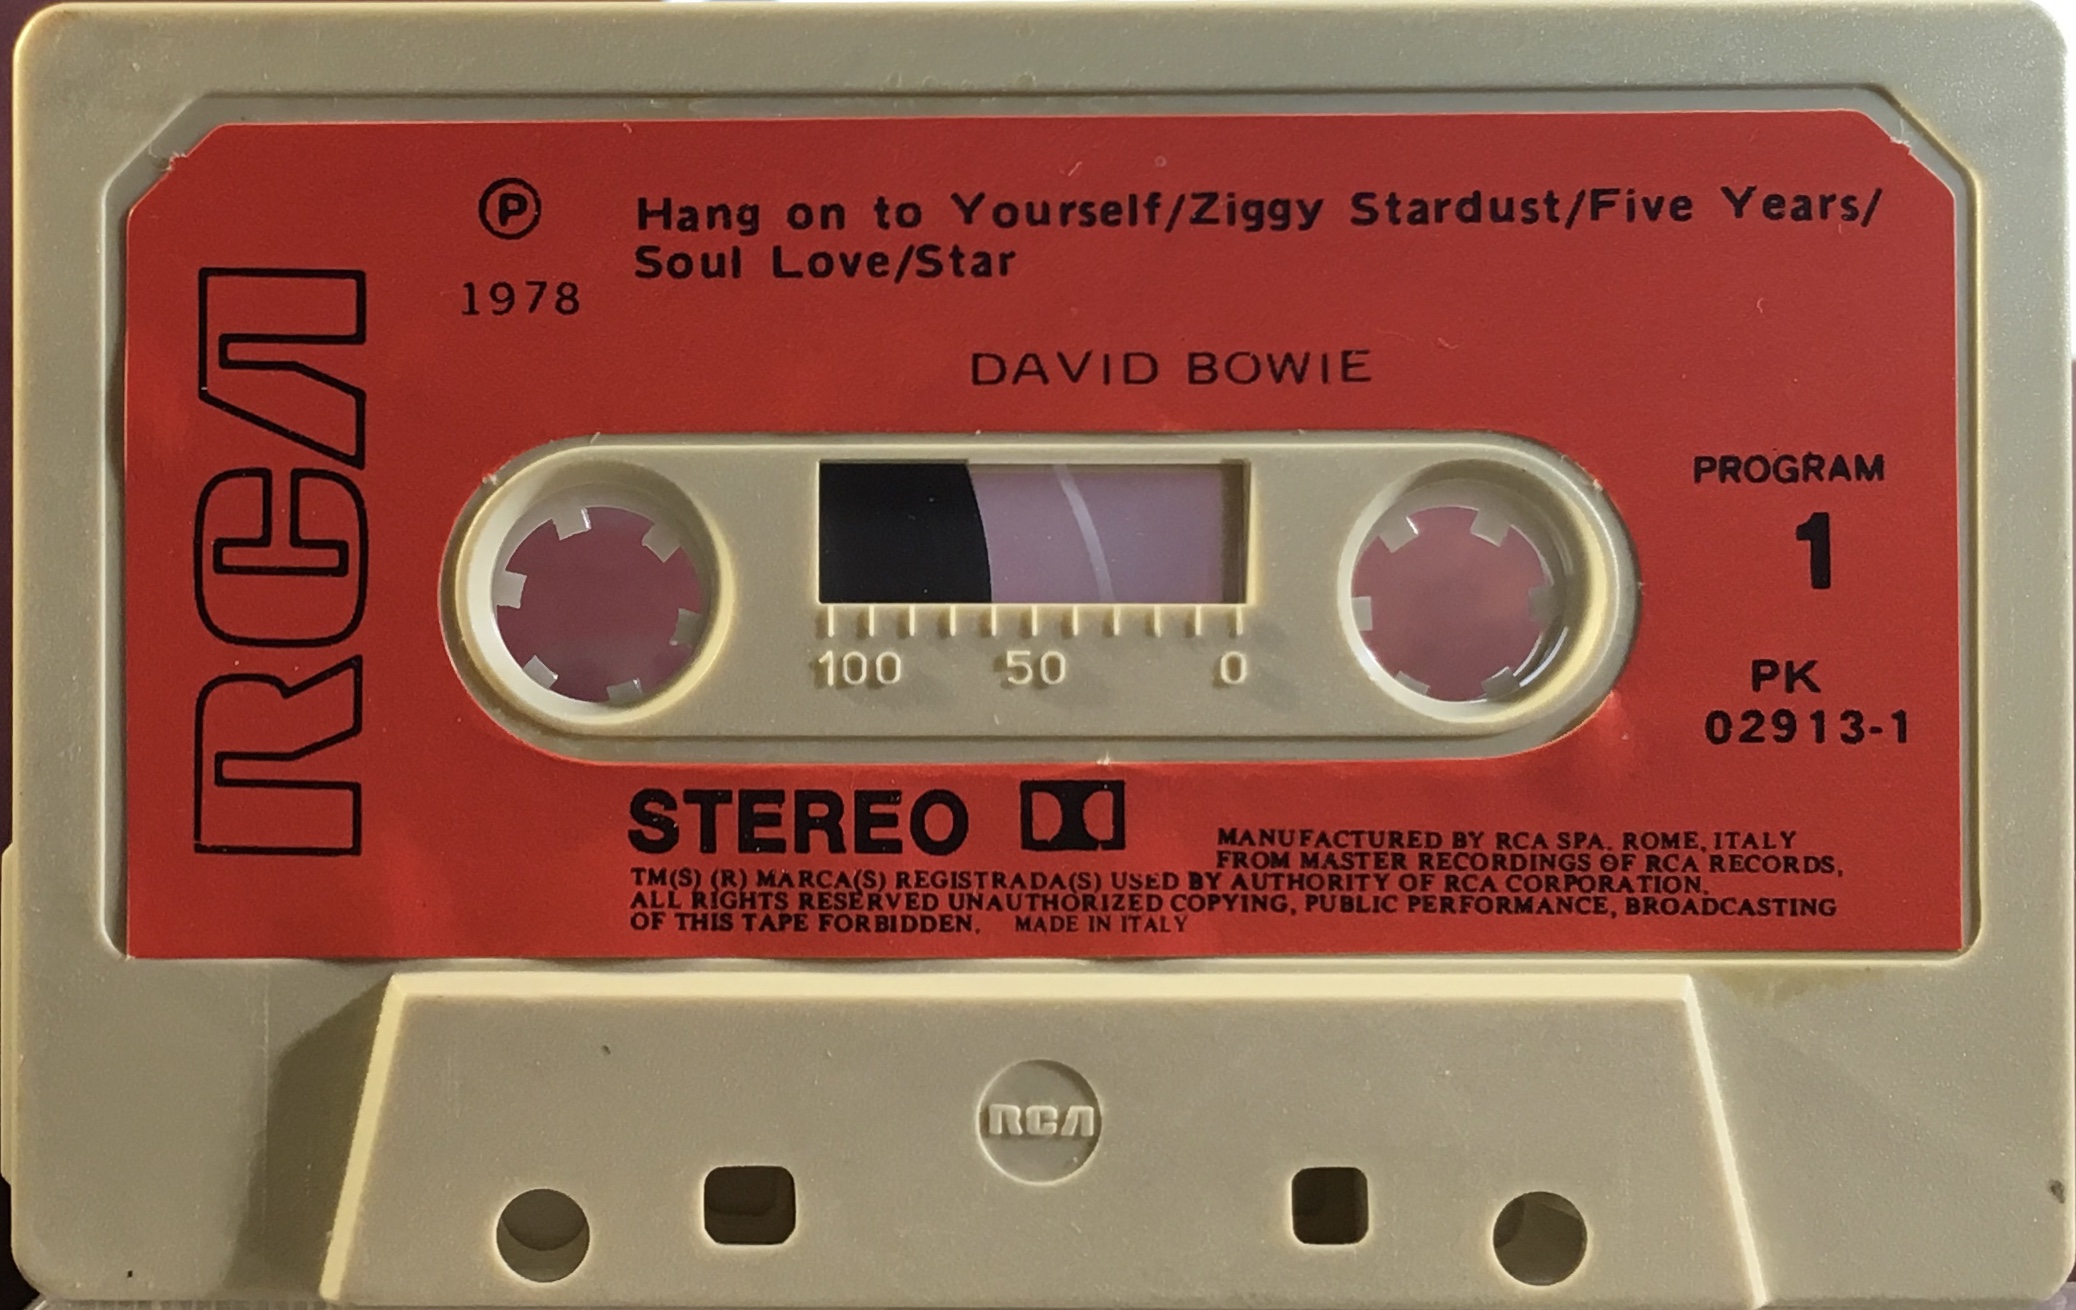 RCA
Ⓟ
1978
Hang on to Yourself/Ziggy Stardust/Five Years/
Soul Love/Star
DAVID BOWIE
PROGRAM
1
PK
02913-1
100 50 0
STEREO
MANUFACTURED BY RCA SPA. ROME, ITALY
FROM MASTER RECORDINGS OF RCA RECORDS,
TM(S) (R) MARCA(S) REGISTRADA(S) USED BY AUTHORITY OF RCA CORPORATION.
ALL RIGHTS RESERVED UNAUTHORIZED COPYING, PUBLIC PERFORMANCE, BROADCASTING
OF THIS TAPE FORBIDDEN. MADE IN ITALY
RCA